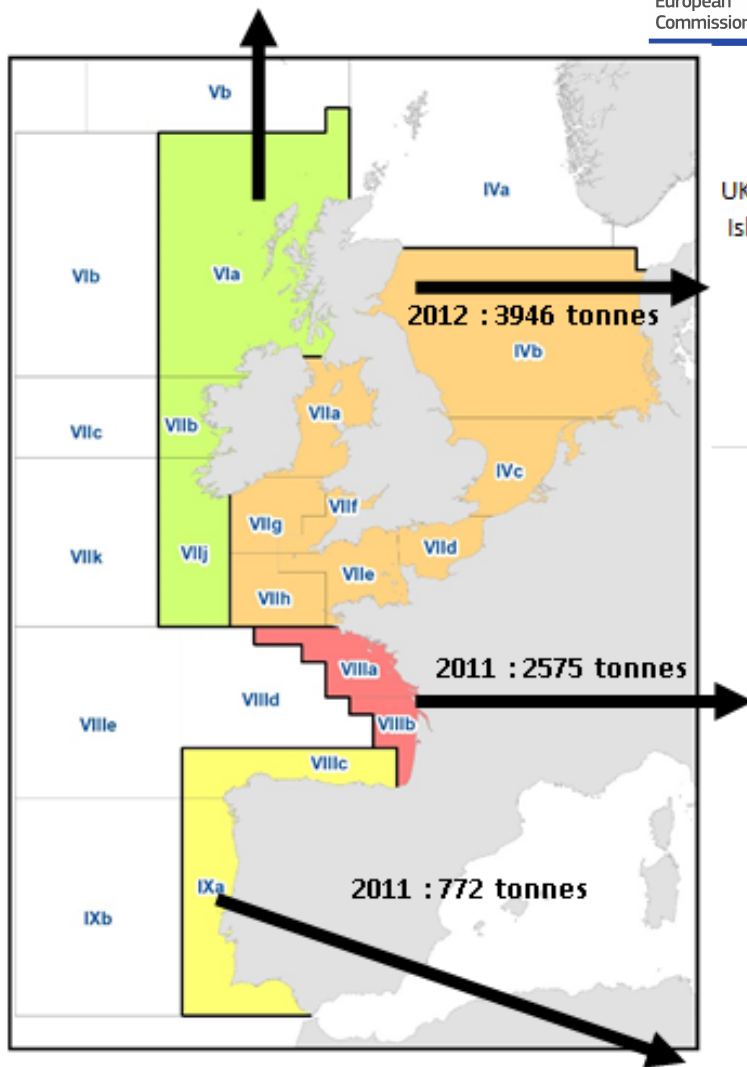 European
Commission
Vb
IVa
UK
Isl
VIb
VIa
2012 : 3946 tonnes
IVb
VIIa
VIIb
VIIc
IVc
VIIf
VIIg
VIId
VIIk
VIIj
VIIe
VIIh
VIIIa
2011 : 2575 tonnes
VIIId
VIIIe
VIIIb
VIIIc
IXa
2011 : 772 tonnes
IXb